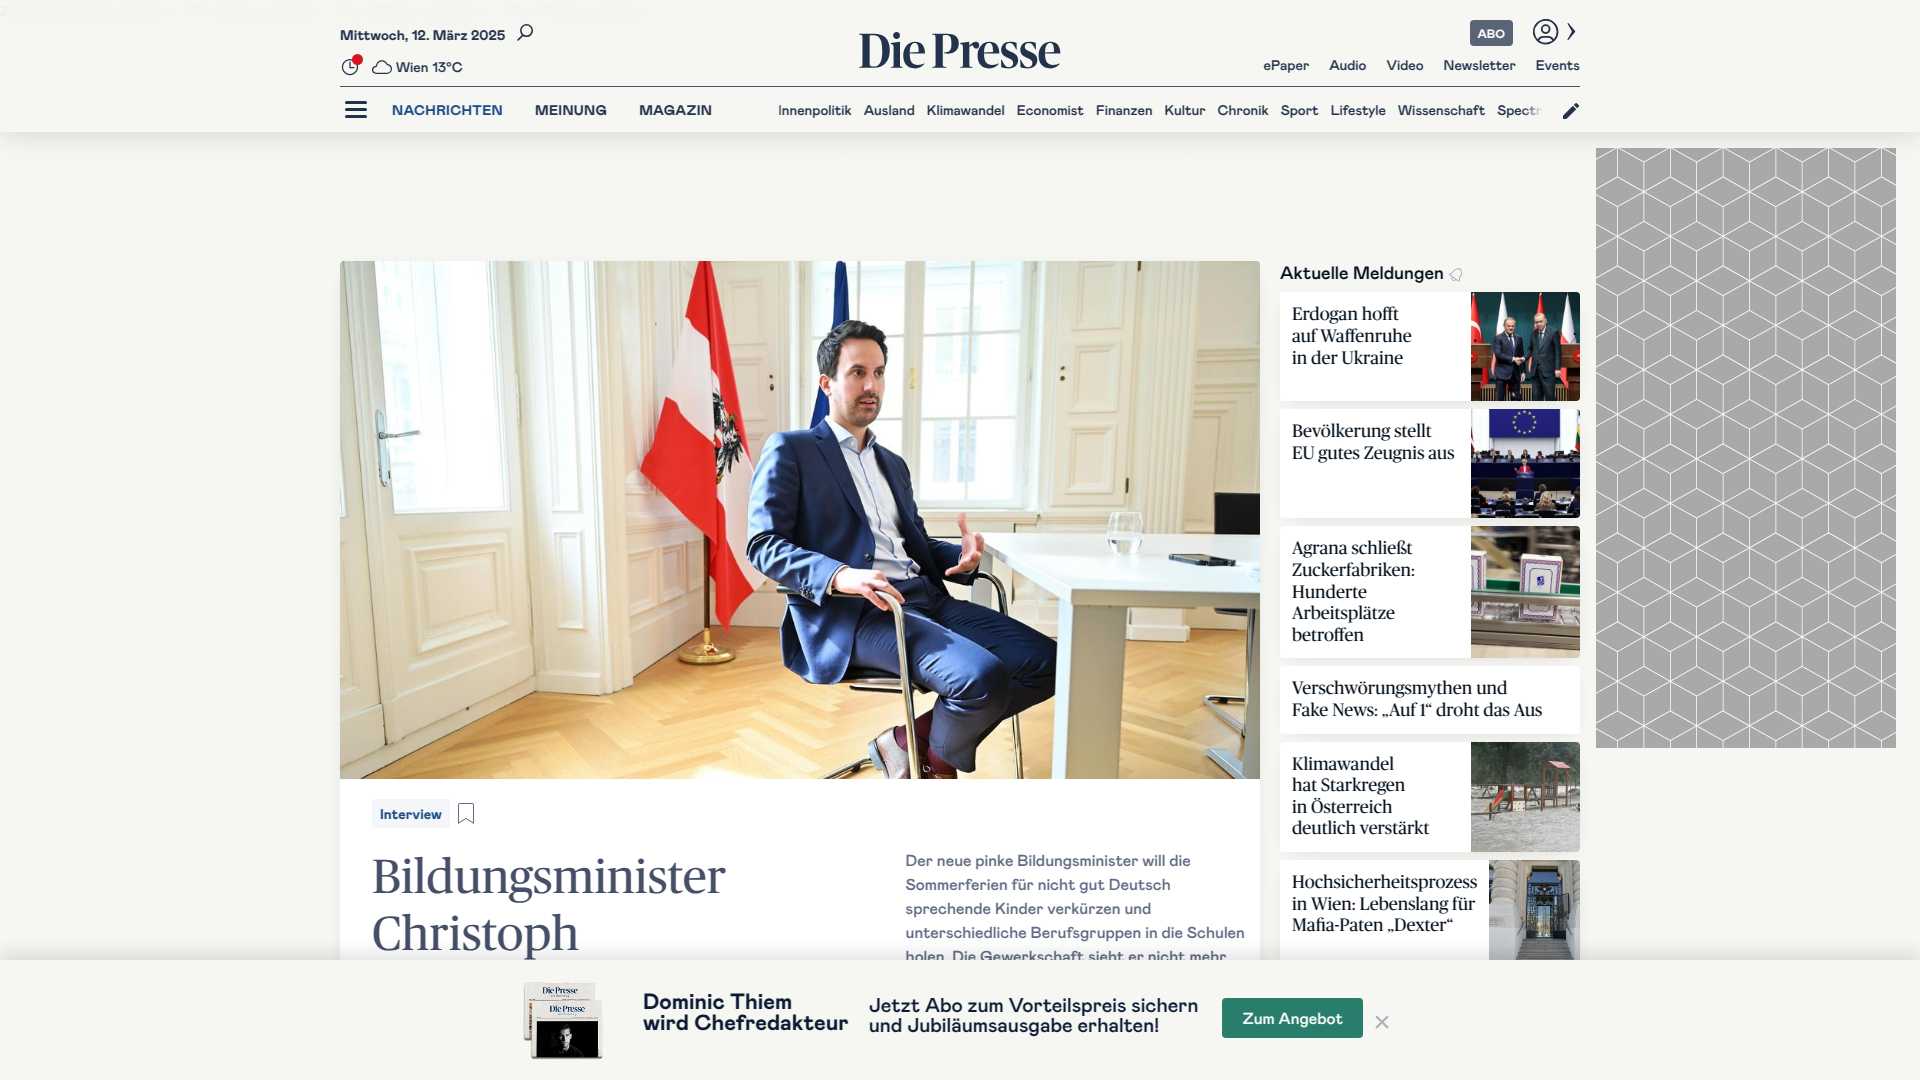 Mittwoch, 12. März 2025
Wien 13°C
Die Presse
ABO
ePaper Audio Video Newsletter Events
NACHRICHTEN MEINUNG MAGAZIN
Innenpolitik Ausland Klimawandel Economist Finanzen Kultur Chronik Sport Lifestyle Wissenschaft Spectr
Interview
Bildungsminister
Christoph
Der neue pinke Bildungsminister will die
Sommerferien für nicht gut Deutsch
sprechende Kinder verkürzen und
unterschiedliche Berufsgruppen in die Schulen
holen. Die Gewerkschaft sieht er nicht mehr
Aktuelle Meldungen
Erdogan hofft
auf Waffenruhe
in der Ukraine
Bevölkerung stellt
EU gutes Zeugnis aus
Agrana schließt
Zuckerfabriken:
Hunderte
Arbeitsplätze
betroffen
Verschwörungsmythen und
Fake News: „Auf 1“ droht das Aus
Klimawandel
hat Starkregen
in Österreich
deutlich verstärkt
Hochsicherheitsprozess
in Wien: Lebenslang für
Mafia-Paten „Dexter“
Die Presse
Die Presse
Dominic Thiem
wird Chefredakteur
Jetzt Abo zum Vorteilspreis sichern
und Jubiläumsausgabe erhalten!
Zum Angebot